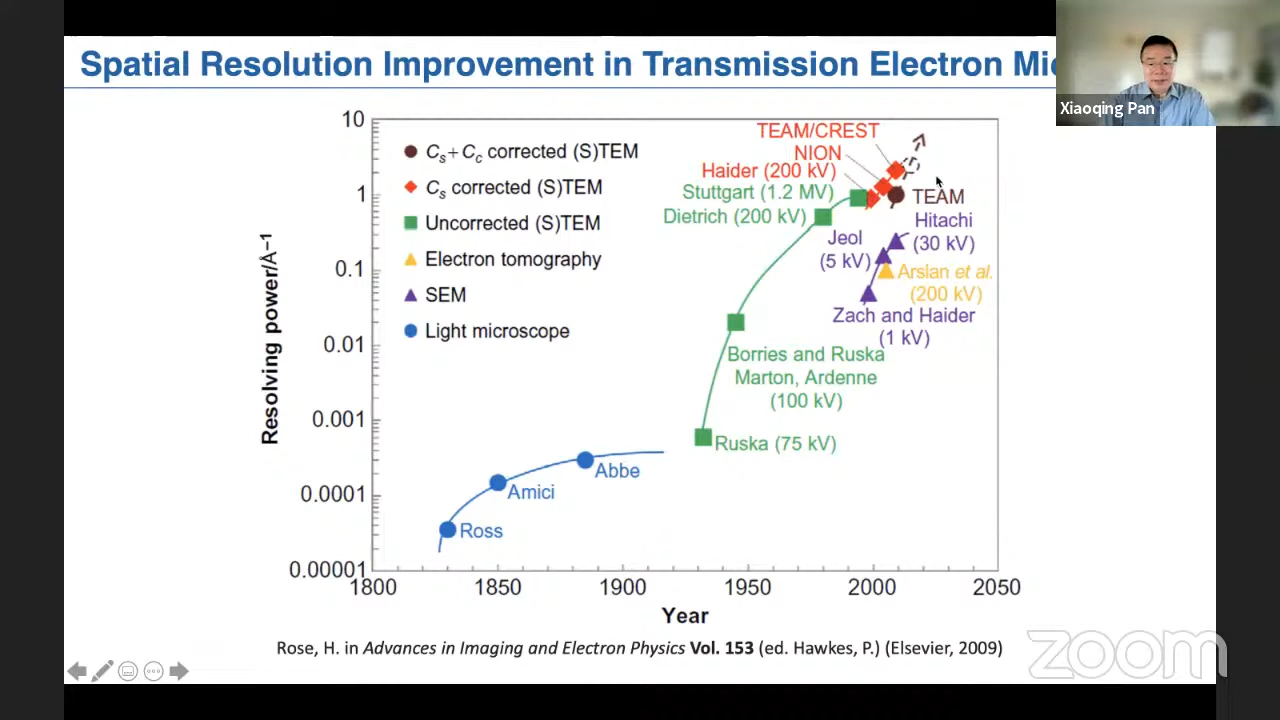 Spatial Resolution Improvement in Transmission Electron
Xiaoqing Pan
10
1
0.1
0.01
0.001
0.0001
0.00001
Resolving power/Å−1
Cs+Cc corrected (S)TEM
Cs corrected (S)TEM
Uncorrected (S)TEM
Electron tomography
SEM
Light microscope
TEAM/CREST
NION
Haider (200 kV)
Stuttgart (1.2 MV)
Dietrich (200 kV)
TEAM
Hitachi
(30 kV)
Jeol
(5 kV)
Arslan et al.
(200 kV)
Zach and Haider
(1 kV)
Borries and Ruska
Marton, Ardenne
(100 kV)
Ruska (75 kV)
Abbe
Amici
Ross
1800 1850 1900 1950 2000 2050
Year
Rose, H. in Advances in Imaging and Electron Physics Vol. 153 (ed. Hawkes, P.) (Elsevier, 2009)
zoom